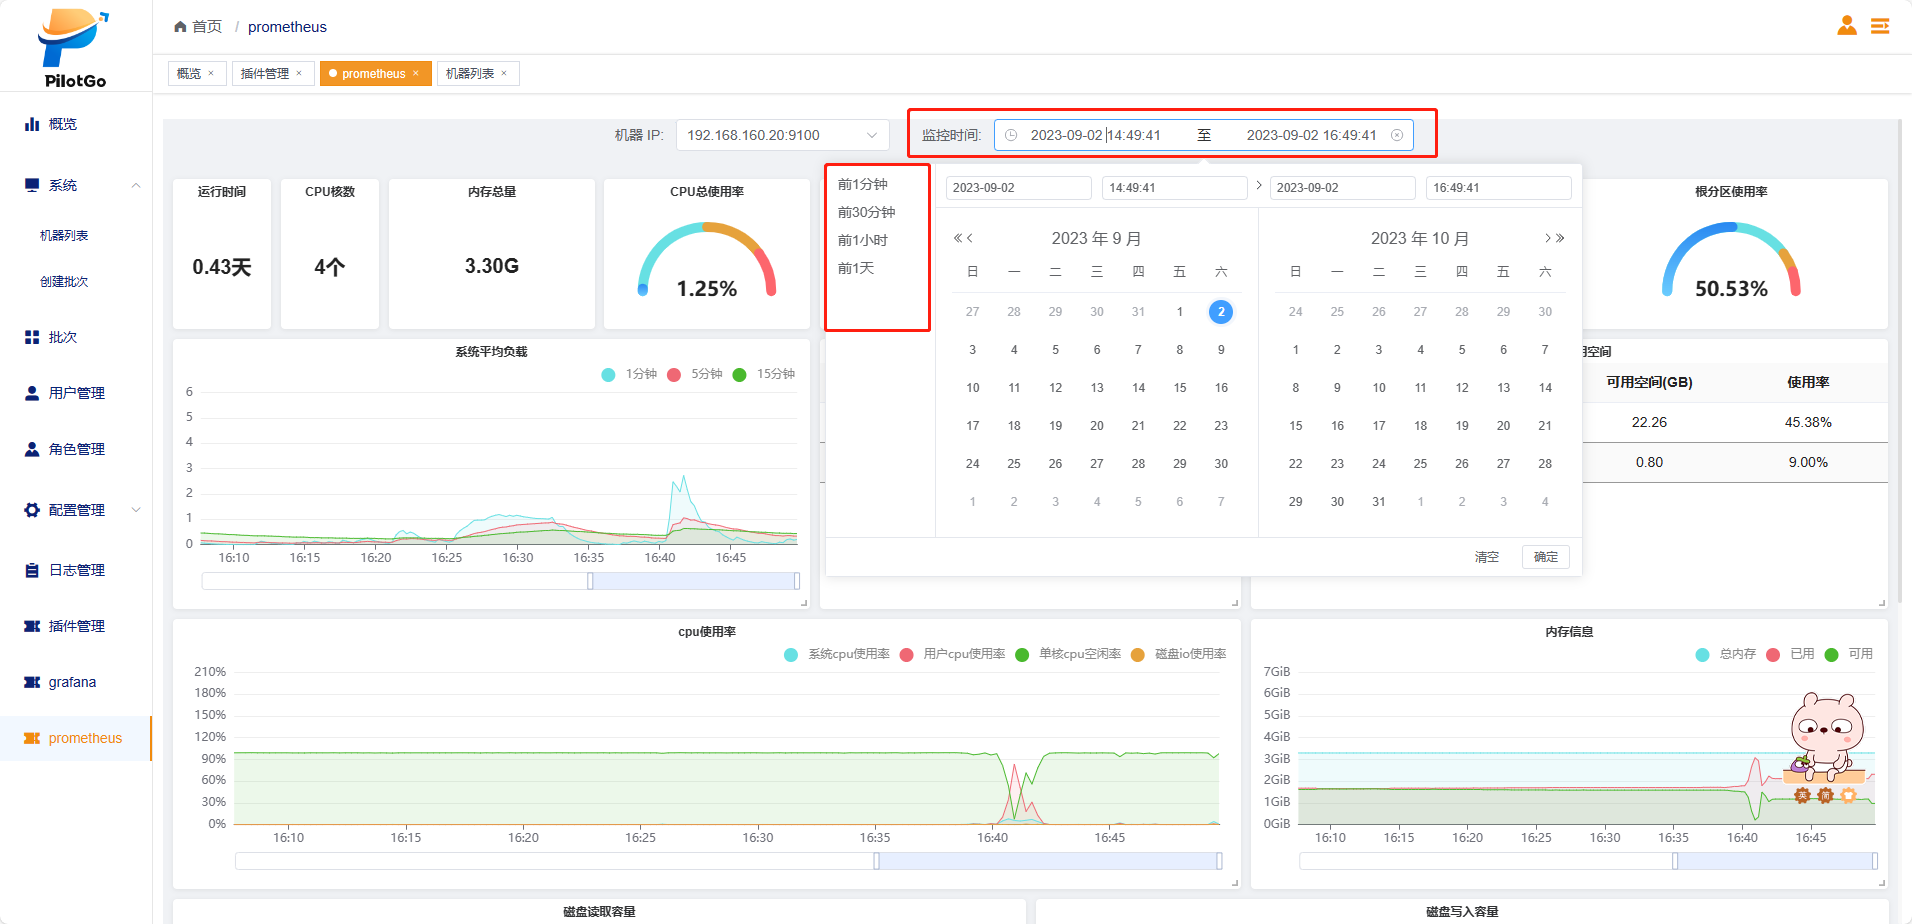 PilotGo
首页 / prometheus
概览 ×
插件管理 ×
prometheus ×
机器列表 ×
概览
系统
机器列表
创建批次
批次
用户管理
角色管理
配置管理
日志管理
插件管理
grafana
prometheus
机器 IP: 192.168.160.20:9100
监控时间: 2023-09-02 14:49:41 至 2023-09-02 16:49:41
运行时间
0.43天
CPU核数
4个
内存总量
3.30G
CPU总使用率
1.25%
前1分钟
前30分钟
前1小时
前1天
2023-09-02 14:49:41 > 2023-09-02 16:49:41
2023 年 9 月
日 一 二 三 四 五 六
27 28 29 30 31 1 2
3 4 5 6 7 8 9
10 11 12 13 14 15 16
17 18 19 20 21 22 23
24 25 26 27 28 29 30
1 2 3 4 5 6 7
2023 年 10 月
日 一 二 三 四 五 六
24 25 26 27 28 29 30
1 2 3 4 5 6 7
8 9 10 11 12 13 14
15 16 17 18 19 20 21
22 23 24 25 26 27 28
29 30 31 1 2 3 4
清空 确定
根分区使用率
50.53%
系统平均负载
1分钟 5分钟 15分钟
6
5
4
3
2
1
0
16:10 16:15 16:20 16:25 16:30 16:35 16:40 16:45
空间
可用空间(GB) 使用率
22.26 45.38%
0.80 9.00%
cpu使用率
系统cpu使用率 用户cpu使用率 单核cpu空闲率 磁盘io使用率
210%
180%
150%
120%
90%
60%
30%
0%
16:10 16:15 16:20 16:25 16:30 16:35 16:40 16:45
内存信息
总内存 已用 可用
7GiB
6GiB
5GiB
4GiB
3GiB
2GiB
1GiB
0GiB
16:10 16:15 16:20 16:25 16:30 16:35 16:40 16:45
英 简
磁盘读取容量
磁盘写入容量